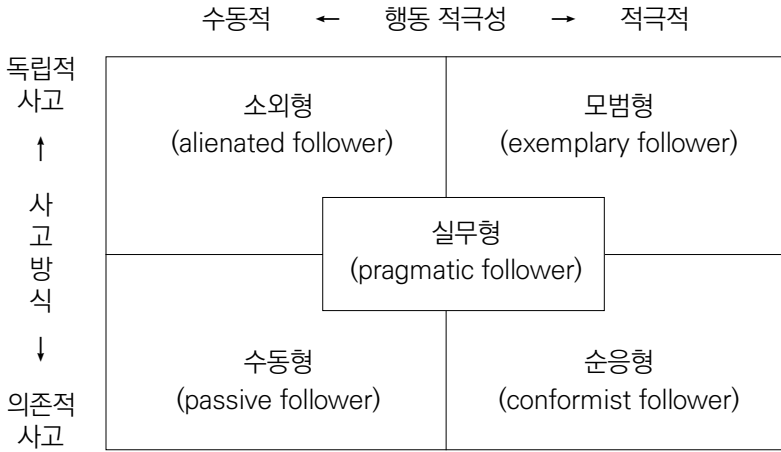 수동적 ← 행동 적극성 → 적극적
독립적
사고
↑
사
고
방
식
↓
의존적
사고
소외형
(alienated follower)
모범형
(exemplary follower)
실무형
(pragmatic follower)
수동형
(passive follower)
순응형
(conformist follower)